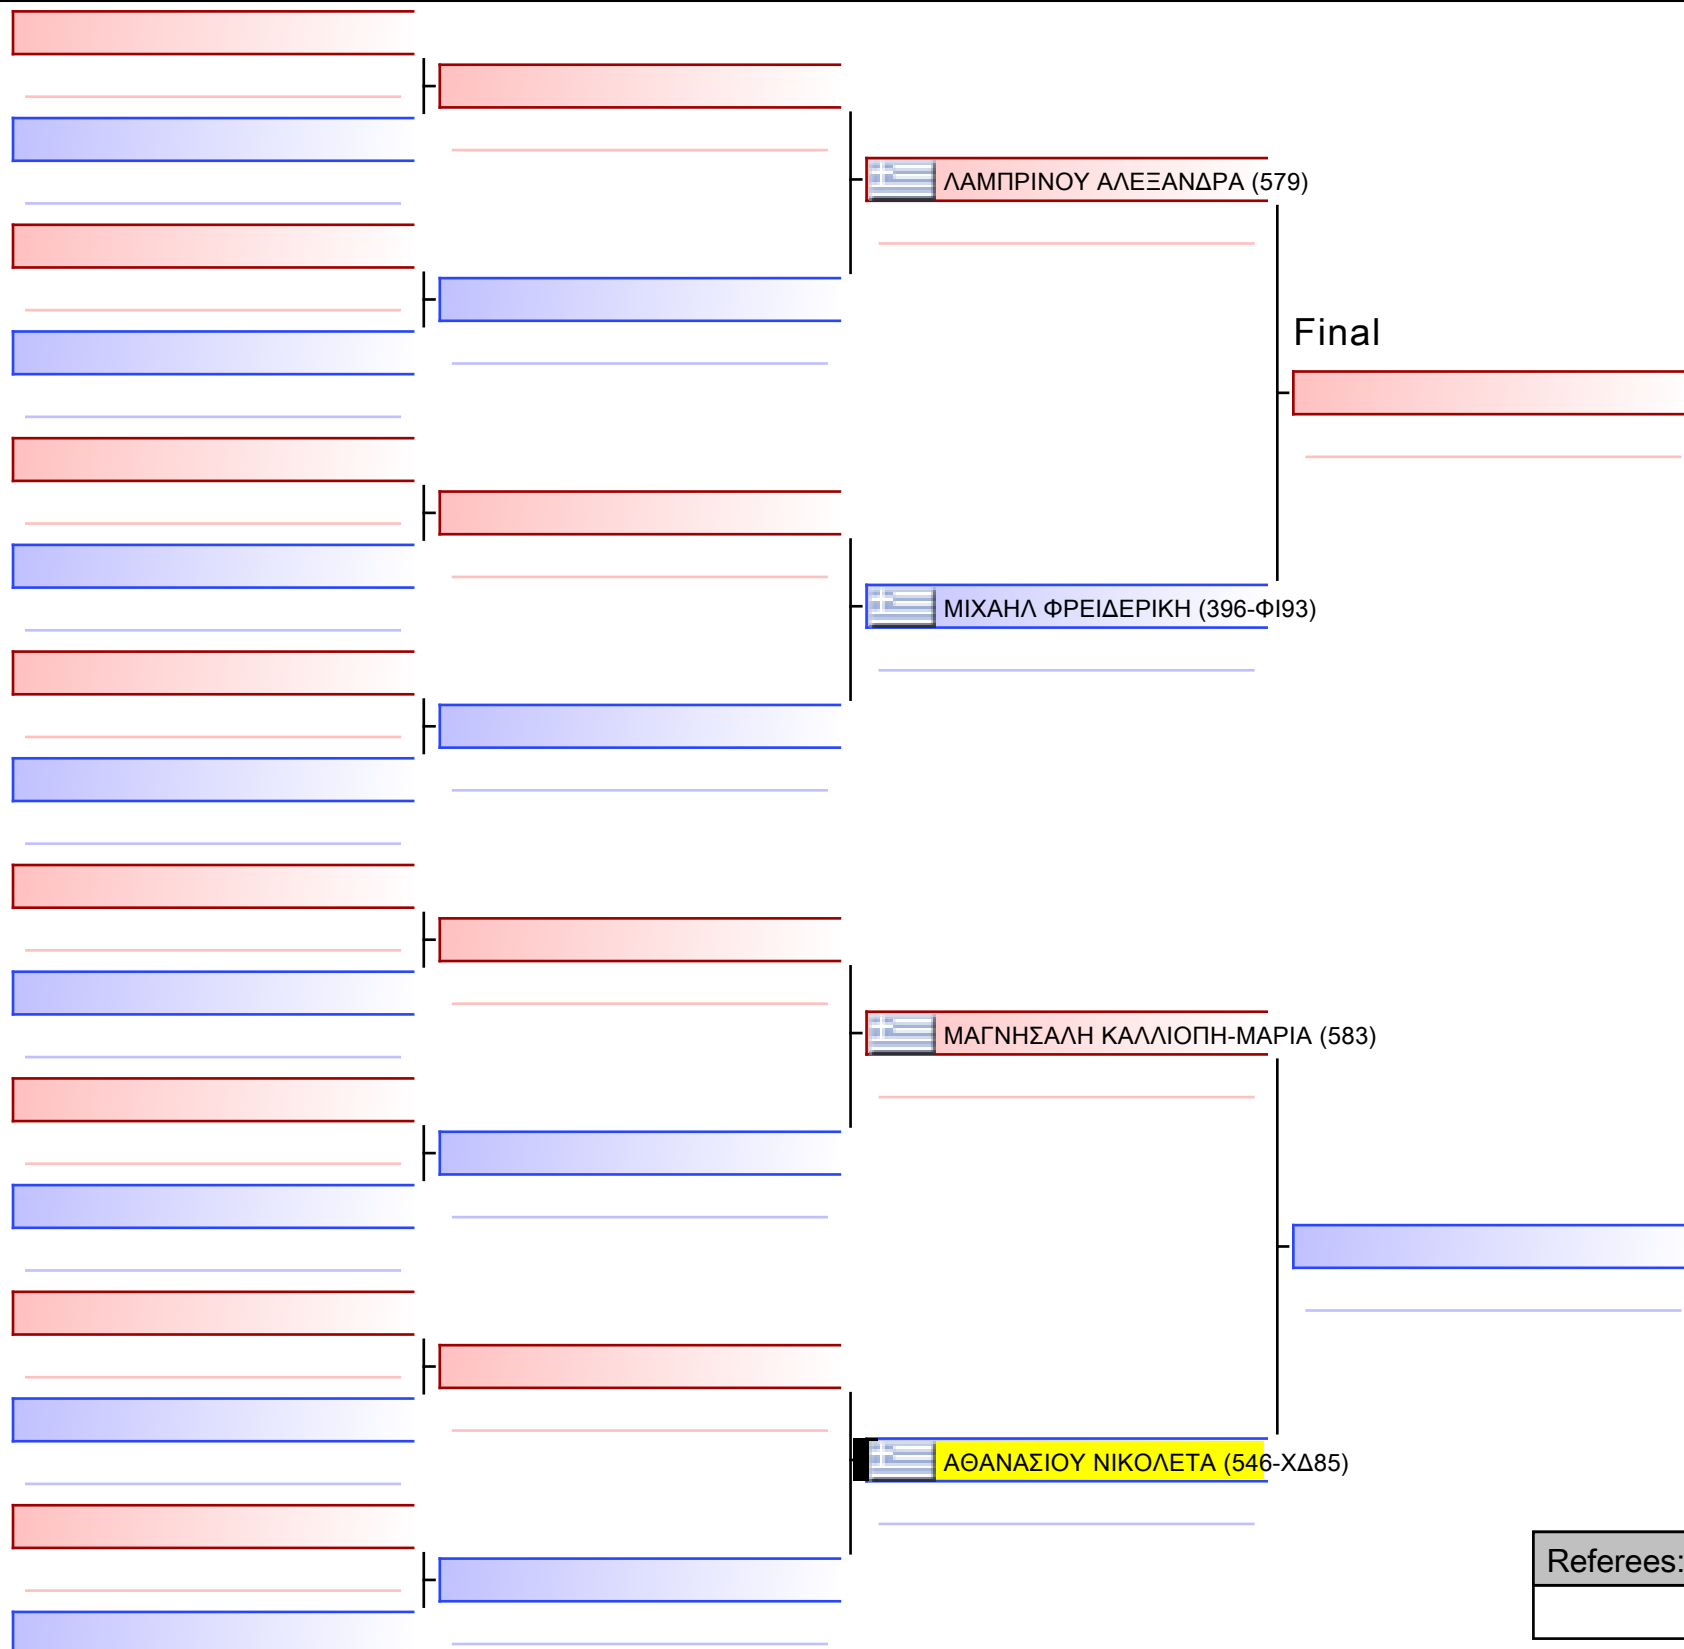 ΛΑΜΠΡΙΝΟΥ ΑΛΕΞΑΝΔΡΑ (579)
Final
ΜΙΧΑΗΛ ΦΡΕΙΔΕΡΙΚΗ (396-ΦΙ93)
ΜΑΓΝΗΣΑΛΗ ΚΑΛΛΙΟΠΗ-ΜΑΡΙΑ (583)
ΑΘΑΝΑΣΙΟΥ ΝΙΚΟΛΕΤΑ (546-ΧΔ85)
Referees: